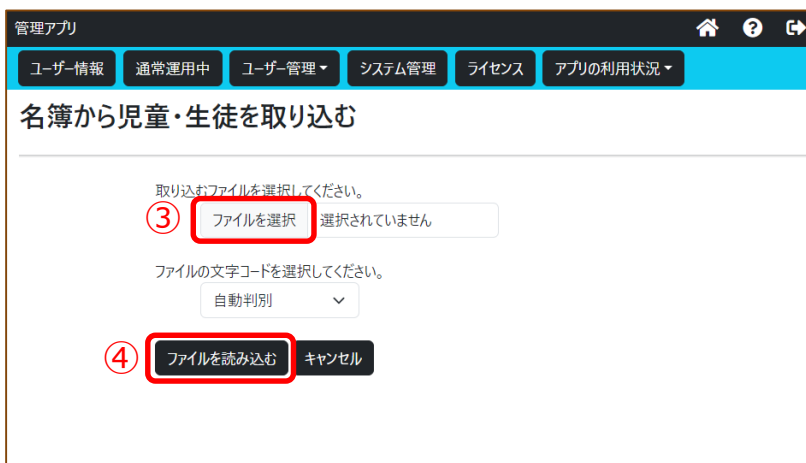 管理アプリ
ユーザー情報 通常運用中 ユーザー管理 システム管理 ライセンス アプリの利用状況
名簿から児童・生徒を取り込む
取り込むファイルを選択してください。
③ ファイルを選択 選択されていません
ファイルの文字コードを選択してください。
自動判別
④ ファイルを読み込む キャンセル